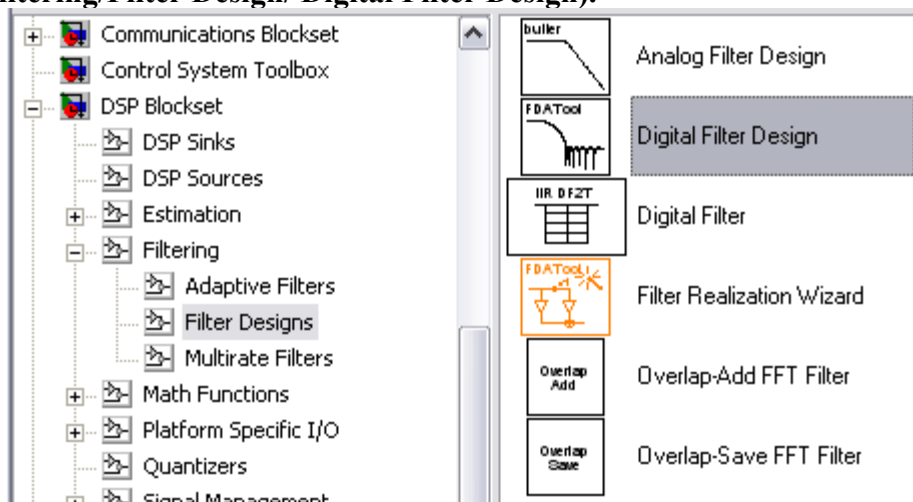 ntering/Filter Design/ Digital Filter Design).
Communications Blockset
Control System Toolbox
DSP Blockset
DSP Sinks
DSP Sources
Estimation
Filtering
Adaptive Filters
Filter Designs
Multirate Filters
Math Functions
Platform Specific I/O
Quantizers
Signal Management
butter
Analog Filter Design
FDATool
Digital Filter Design
IIR DF2T
Digital Filter
FDATool
Filter Realization Wizard
Overlap
Add
Overlap-Add FFT Filter
Overlap
Save
Overlap-Save FFT Filter